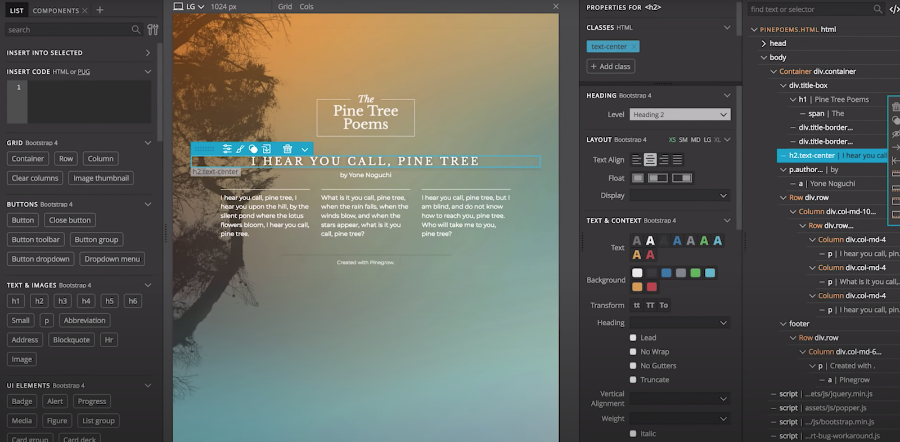 LIST
COMPONENTS
search
INSERT INTO SELECTED
INSERT CODE HTML or PUG
1
GRID Bootstrap 4
Container Row Column
Clear columns Image thumbnail
BUTTONS Bootstrap 4
Button Close button
Button toolbar Button group
Button dropdown Dropdown menu
TEXT & IMAGES Bootstrap 4
h1 h2 h3 h4 h5 h6
Small p Abbreviation
Address Blockquote Hr
Image
UI ELEMENTS Bootstrap 4
Badge Alert Progress
Media Figure List group
Card group Card deck
LG 1024 px Grid Cols
The
Pine Tree
Poems
I HEAR YOU CALL, PINE TREE
h2.text-center
by Yone Noguchi
I hear you call, pine tree, I
hear you upon the hill, by the
silent pond where the lotus
flowers bloom, I hear you call,
pine tree.
What is it you call, pine tree,
when the rain falls, when the
winds blow, and when the
stars appear, what is it you
call, pine tree?
I hear you call, pine tree, but I
am blind, and do not know
how to reach you, pine tree.
Who will take me to you,
pine tree?
Created with Pinegrow.
PROPERTIES FOR <h2>
CLASSES HTML
text-center
+ Add class
HEADING Bootstrap 4
Level Heading 2
LAYOUT Bootstrap 4 XS SM MD LG XL
Text Align
Float
Display
TEXT & CONTEXT Bootstrap 4
Text A A A A A A A A A
Background
Transform tt TT To
Heading
Lead
No Wrap
No Gutters
Truncate
Vertical
Alignment
Weight
Italic
find text or selector
PINEPOEMS.HTML html
head
body
Container div.container
div.title-box
h1 | Pine Tree Poems
span | The
div.title-border...
div.title-border...
h2.text-center | I hear you call
p.author... | by
a | Yone Noguchi
Row div.row
Column div.col-md-10...
Row div.row...
Column div.col-md-4
p | I hear you call, pin
Column div.col-md-4
p | What is it you call,
Column div.col-md-4
p | I hear you call, pin
footer
Row div.row
Column div.col-md-6...
p | Created with .
a | Pinegrow
script | ...ets/js/jquery.min.js
script | assets/js/popper.js
script | ...js/bootstrap.min.js
script | ...rt-bug-workaround.js